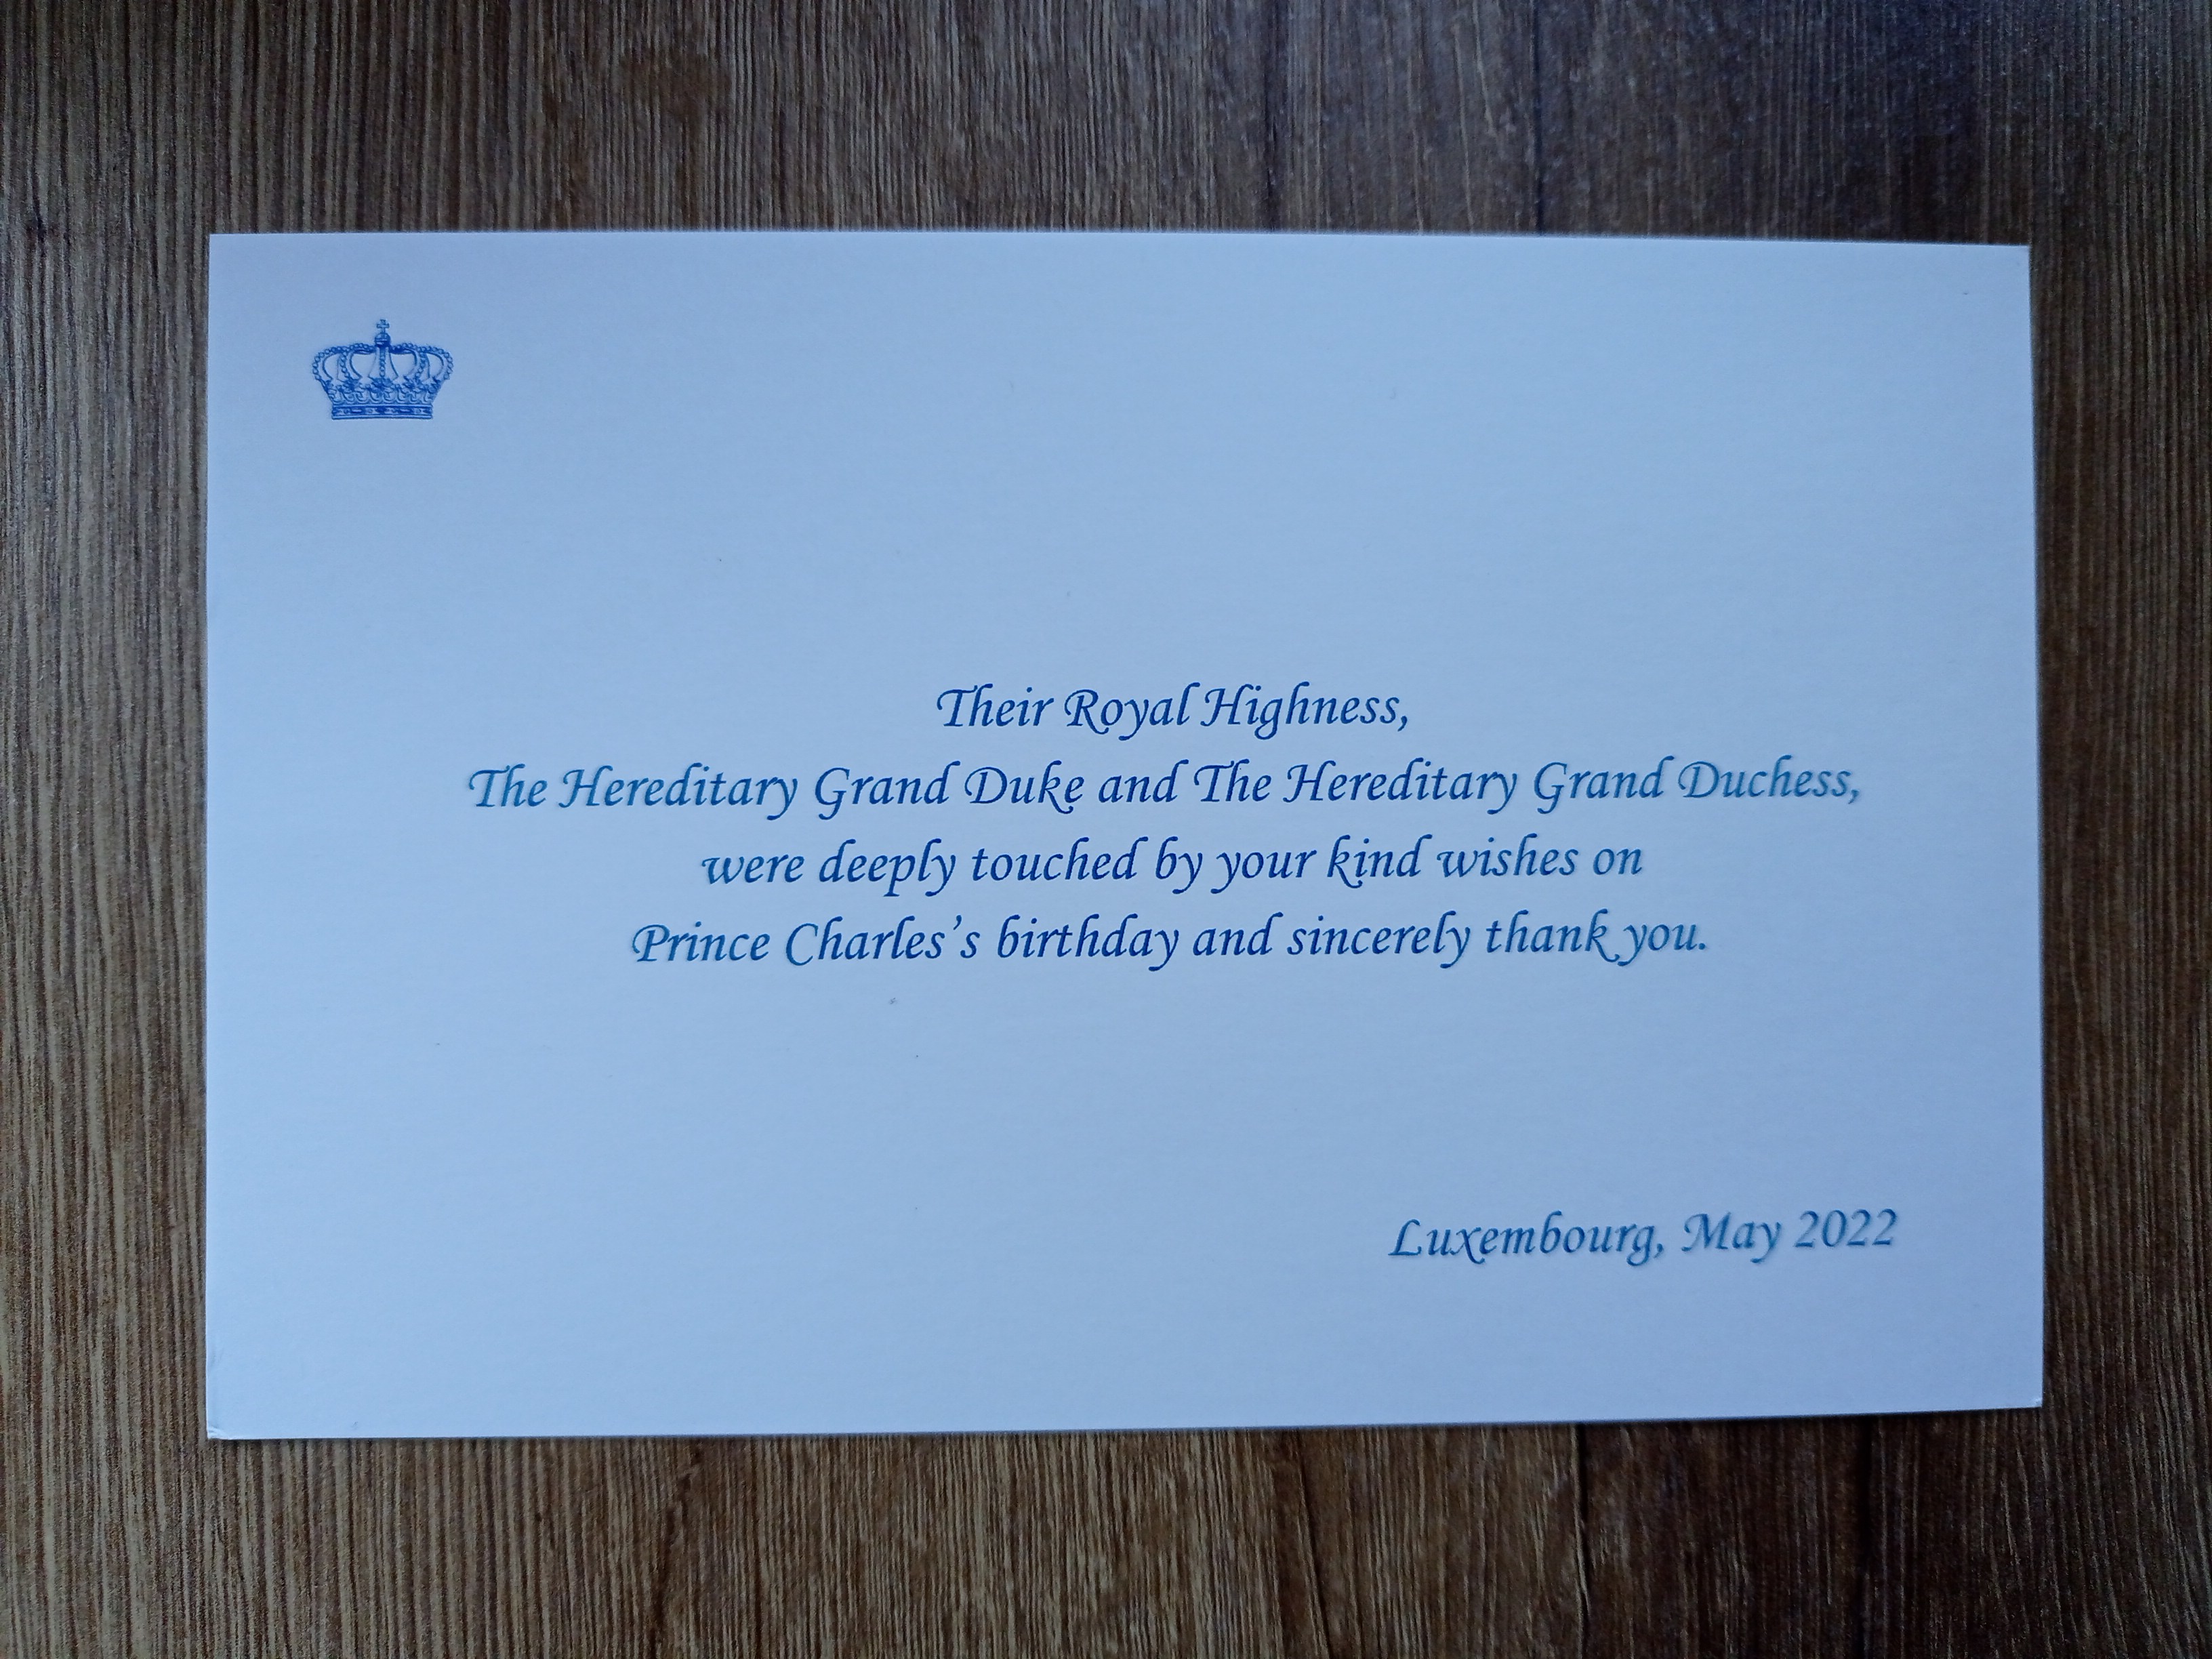 Their Royal Highness,
The Hereditary Grand Duke and The Hereditary Grand Duchess,
were deeply touched by your kind wishes on
Prince Charles's birthday and sincerely thank you.
Luxembourg, May 2022